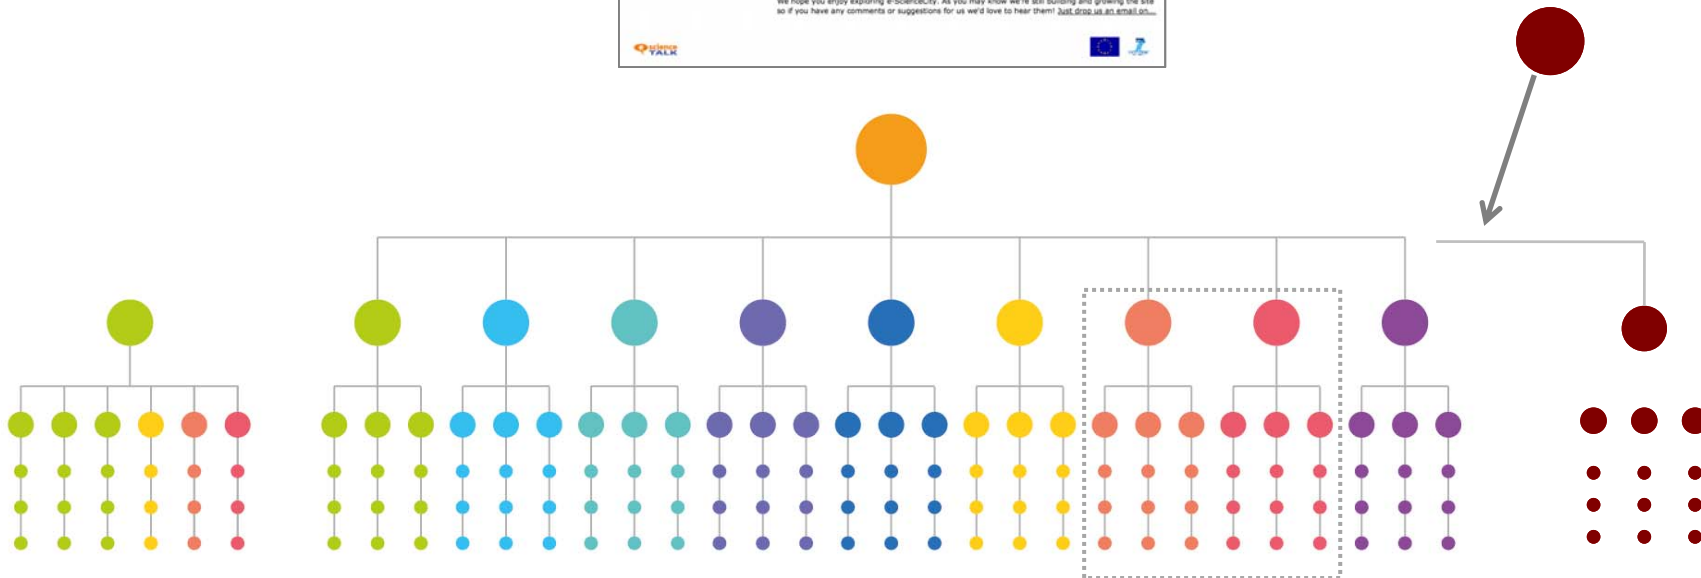 We hope you enjoy exploring e-ScienceCity. As you may know we're still building and growing the site
so if you have any comments or suggestions for us we'd love to hear them! Just drop us an email on...
science
TALK